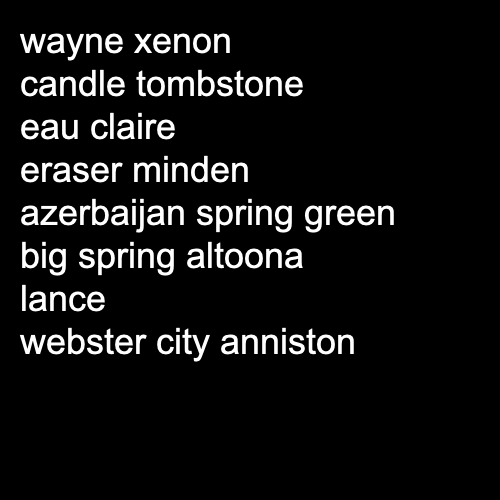 wayne xenon
candle tombstone
eau claire
eraser minden
azerbaijan spring green
big spring altoona
lance
webster city anniston